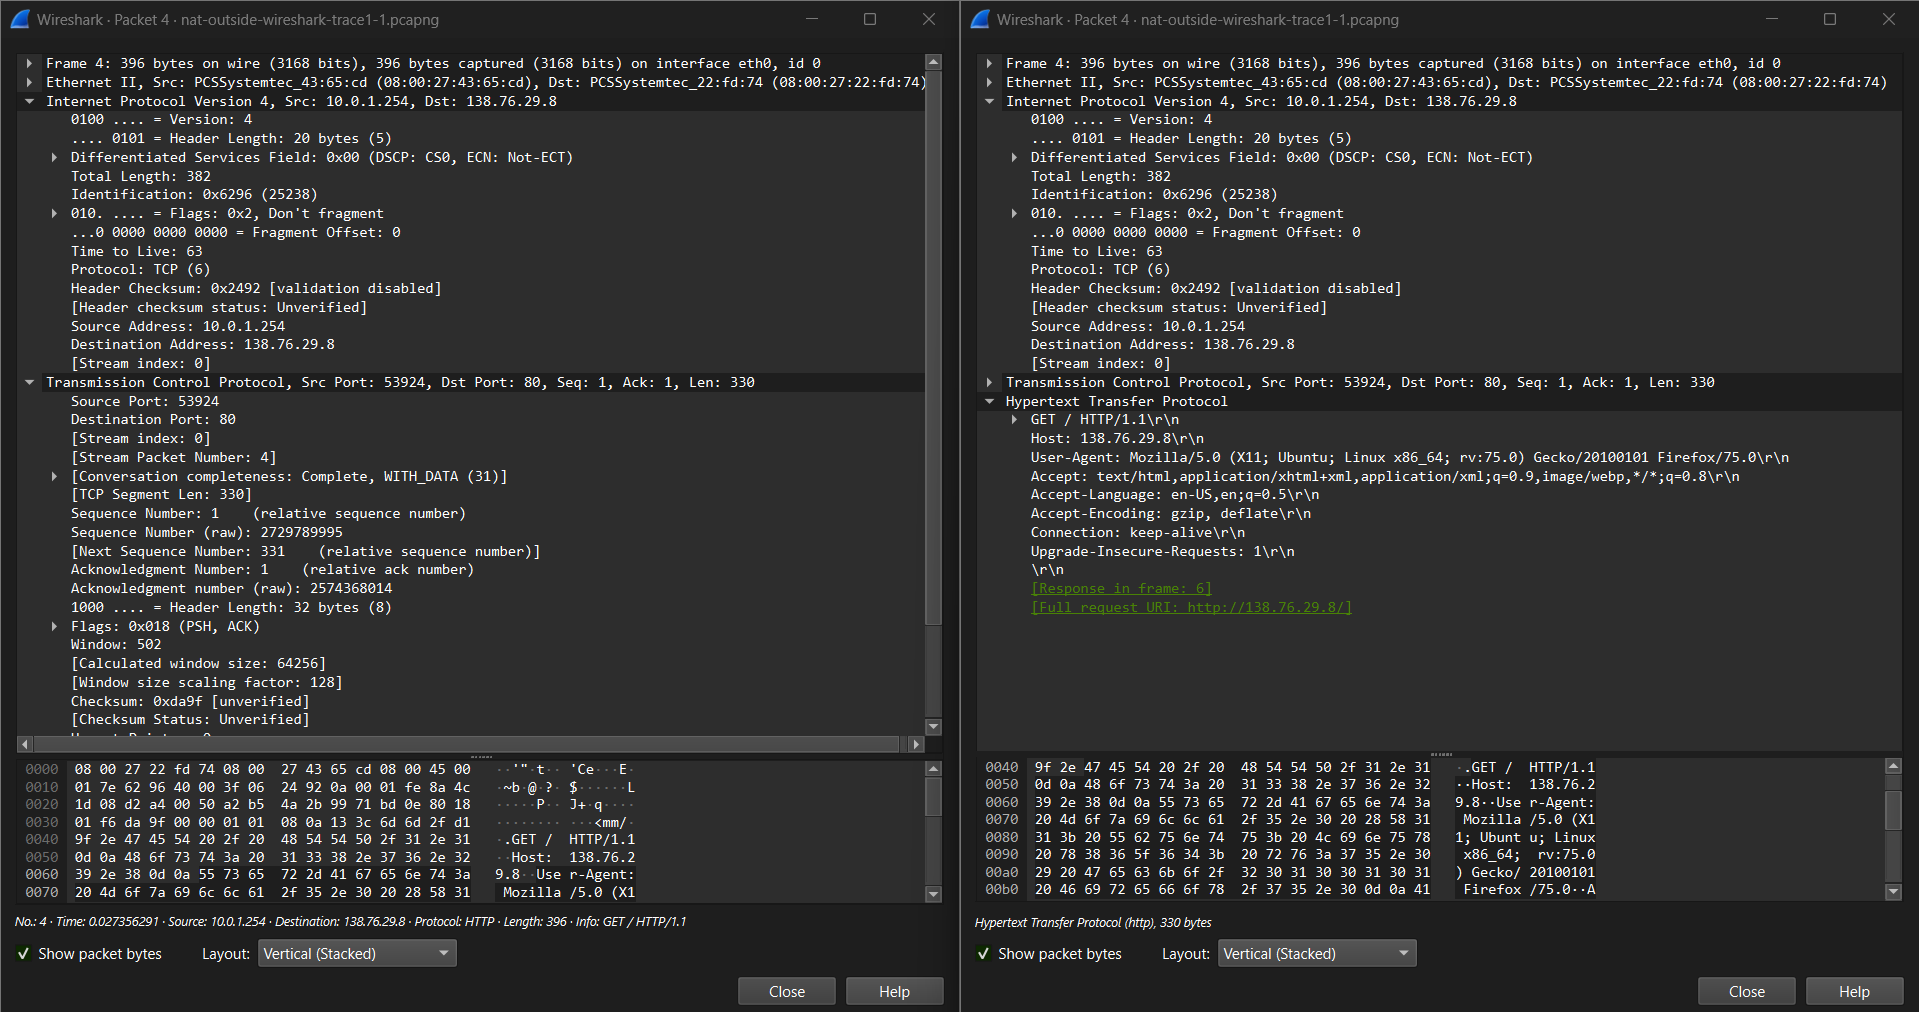 Wireshark · Packet 4 · nat-outside-wireshark-trace1-1.pcapng
Frame 4: 396 bytes on wire (3168 bits), 396 bytes captured (3168 bits) on interface eth0, id 0
Ethernet II, Src: PCSSystemtec_43:65:cd (08:00:27:43:65:cd), Dst: PCSSystemtec_22:fd:74 (08:00:27:22:fd:74)
Internet Protocol Version 4, Src: 10.0.1.254, Dst: 138.76.29.8
0100 .... = Version: 4
.... 0101 = Header Length: 20 bytes (5)
Differentiated Services Field: 0x00 (DSCP: CS0, ECN: Not-ECT)
Total Length: 382
Identification: 0x6296 (25238)
010. .... = Flags: 0x2, Don't fragment
...0 0000 0000 0000 = Fragment Offset: 0
Time to Live: 63
Protocol: TCP (6)
Header Checksum: 0x2492 [validation disabled]
[Header checksum status: Unverified]
Source Address: 10.0.1.254
Destination Address: 138.76.29.8
[Stream index: 0]
Transmission Control Protocol, Src Port: 53924, Dst Port: 80, Seq: 1, Ack: 1, Len: 330
Source Port: 53924
Destination Port: 80
[Stream index: 0]
[Stream Packet Number: 4]
[Conversation completeness: Complete, WITH_DATA (31)]
[TCP Segment Len: 330]
Sequence Number: 1    (relative sequence number)
Sequence Number (raw): 2729789995
[Next Sequence Number: 331    (relative sequence number)]
Acknowledgment Number: 1    (relative ack number)
Acknowledgment number (raw): 2574368014
1000 .... = Header Length: 32 bytes (8)
Flags: 0x018 (PSH, ACK)
Window: 502
[Calculated window size: 64256]
[Window size scaling factor: 128]
Checksum: 0xda9f [unverified]
[Checksum Status: Unverified]
0000  08 00 27 22 fd 74 08 00  27 43 65 cd 08 00 45 00  ··'"·t·· 'Ce···E·
0010  01 7e 62 96 40 00 3f 06  24 92 0a 00 01 fe 8a 4c  ·~b·@·?· $······L
0020  1d 08 d2 a4 00 50 a2 b5  4a 2b 99 71 bd 0e 80 18  ·····P·· J+·q····
0030  01 f6 da 9f 00 00 01 01  08 0a 13 3c 6d 6d 2f d1  ········ ···<mm/·
0040  9f 2e 47 45 54 20 2f 20  48 54 54 50 2f 31 2e 31  ·.GET /  HTTP/1.1
0050  0d 0a 48 6f 73 74 3a 20  31 33 38 2e 37 36 2e 32  ··Host:  138.76.2
0060  39 2e 38 0d 0a 55 73 65  72 2d 41 67 65 6e 74 3a  9.8··Use r-Agent:
0070  20 4d 6f 7a 69 6c 6c 61  2f 35 2e 30 20 28 58 31   Mozilla /5.0 (X1
No.: 4 · Time: 0.027356291 · Source: 10.0.1.254 · Destination: 138.76.29.8 · Protocol: HTTP · Length: 396 · Info: GET / HTTP/1.1
Show packet bytes
Layout: Vertical (Stacked)
Close
Help
Wireshark · Packet 4 · nat-outside-wireshark-trace1-1.pcapng
Frame 4: 396 bytes on wire (3168 bits), 396 bytes captured (3168 bits) on interface eth0, id 0
Ethernet II, Src: PCSSystemtec_43:65:cd (08:00:27:43:65:cd), Dst: PCSSystemtec_22:fd:74 (08:00:27:22:fd:74)
Internet Protocol Version 4, Src: 10.0.1.254, Dst: 138.76.29.8
0100 .... = Version: 4
.... 0101 = Header Length: 20 bytes (5)
Differentiated Services Field: 0x00 (DSCP: CS0, ECN: Not-ECT)
Total Length: 382
Identification: 0x6296 (25238)
010. .... = Flags: 0x2, Don't fragment
...0 0000 0000 0000 = Fragment Offset: 0
Time to Live: 63
Protocol: TCP (6)
Header Checksum: 0x2492 [validation disabled]
[Header checksum status: Unverified]
Source Address: 10.0.1.254
Destination Address: 138.76.29.8
[Stream index: 0]
Transmission Control Protocol, Src Port: 53924, Dst Port: 80, Seq: 1, Ack: 1, Len: 330
Hypertext Transfer Protocol
GET / HTTP/1.1\r\n
Host: 138.76.29.8\r\n
User-Agent: Mozilla/5.0 (X11; Ubuntu; Linux x86_64; rv:75.0) Gecko/20100101 Firefox/75.0\r\n
Accept: text/html,application/xhtml+xml,application/xml;q=0.9,image/webp,*/*;q=0.8\r\n
Accept-Language: en-US,en;q=0.5\r\n
Accept-Encoding: gzip, deflate\r\n
Connection: keep-alive\r\n
Upgrade-Insecure-Requests: 1\r\n
\r\n
[Response in frame: 6]
[Full request URI: http://138.76.29.8/]
0040  9f 2e 47 45 54 20 2f 20  48 54 54 50 2f 31 2e 31  ·.GET /  HTTP/1.1
0050  0d 0a 48 6f 73 74 3a 20  31 33 38 2e 37 36 2e 32  ··Host:  138.76.2
0060  39 2e 38 0d 0a 55 73 65  72 2d 41 67 65 6e 74 3a  9.8··Use r-Agent:
0070  20 4d 6f 7a 69 6c 6c 61  2f 35 2e 30 20 28 58 31   Mozilla /5.0 (X1
0080  31 3b 20 55 62 75 6e 74  75 3b 20 4c 69 6e 75 78  1; Ubunt u; Linux
0090  20 78 38 36 5f 36 34 3b  20 72 76 3a 37 35 2e 30   x86_64;  rv:75.0
00a0  29 20 47 65 63 6b 6f 2f  32 30 31 30 30 31 30 31  ) Gecko/ 20100101
00b0  20 46 69 72 65 66 6f 78  2f 37 35 2e 30 0d 0a 41   Firefox /75.0··A
Hypertext Transfer Protocol (http), 330 bytes
Show packet bytes
Layout: Vertical (Stacked)
Close
Help